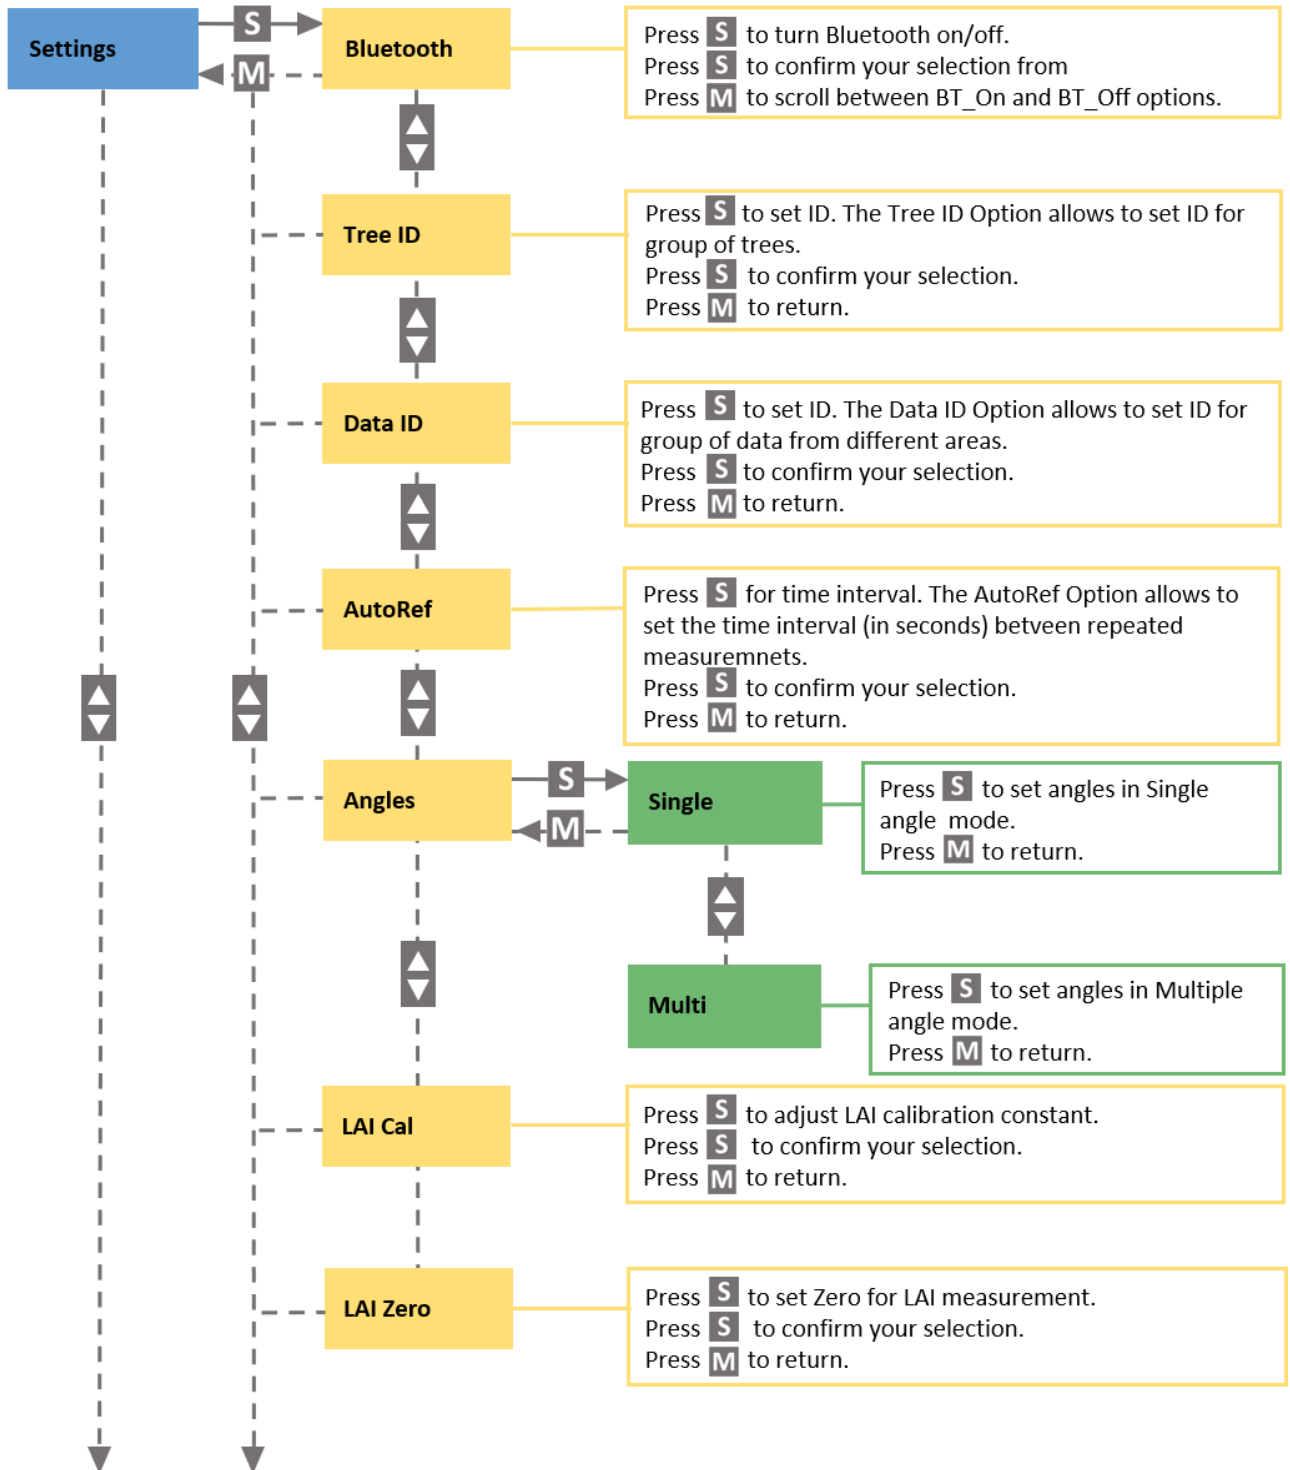 Settings
S
M
Bluetooth
Press S to turn Bluetooth on/off.
Press S to confirm your selection from
Press M to scroll between BT_On and BT_Off options.
Tree ID
Press S to set ID. The Tree ID Option allows to set ID for
group of trees.
Press S to confirm your selection.
Press M to return.
Data ID
Press S to set ID. The Data ID Option allows to set ID for
group of data from different areas.
Press S to confirm your selection.
Press M to return.
AutoRef
Press S for time interval. The AutoRef Option allows to
set the time interval (in seconds) betveen repeated
measuremnets.
Press S to confirm your selection.
Press M to return.
Angles
S
M
Single
Press S to set angles in Single
angle mode.
Press M to return.
Multi
Press S to set angles in Multiple
angle mode.
Press M to return.
LAI Cal
Press S to adjust LAI calibration constant.
Press S to confirm your selection.
Press M to return.
LAI Zero
Press S to set Zero for LAI measurement.
Press S to confirm your selection.
Press M to return.